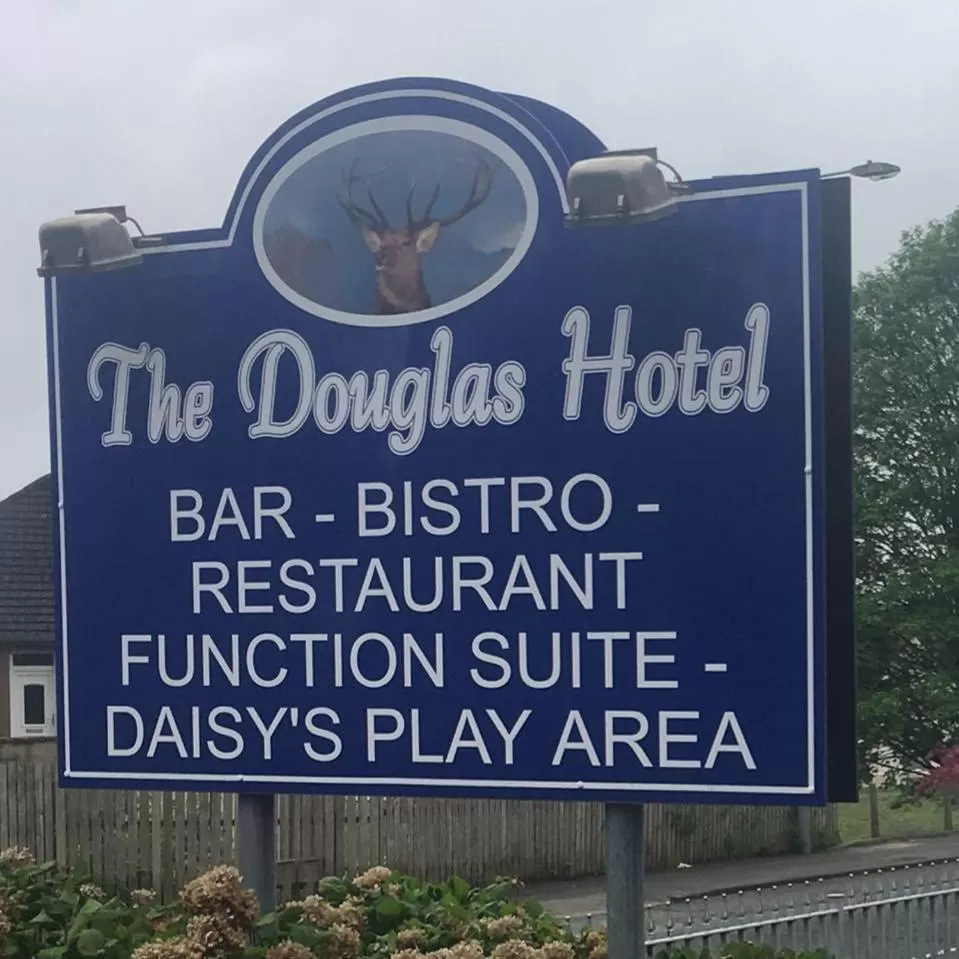 The Douglas Hotel
BAR - BISTRO -
RESTAURANT
FUNCTION SUITE -
DAISY'S PLAY AREA